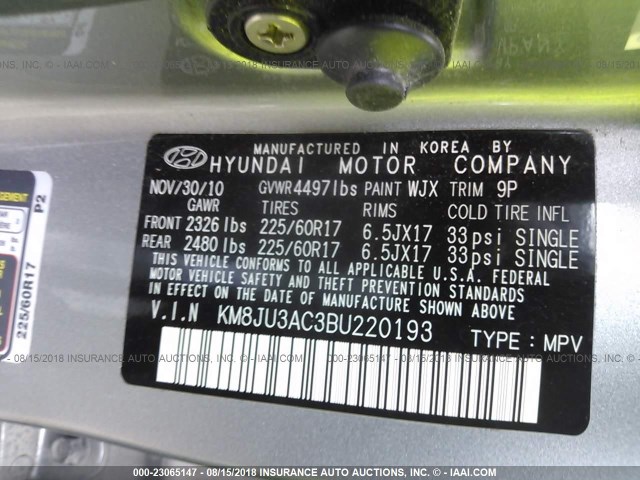 MANUFACTURED IN KOREA BY
HYUNDAI MOTOR COMPANY
NOV/30/10 GVWR 4497lbs PAINT WJX TRIM 9P
GAWR TIRES RIMS COLD TIRE INFL
FRONT 2326 lbs 225/60R17 6.5JX17 33psi SINGLE
REAR 2480 lbs 225/60R17 6.5JX17 33psi SINGLE
THIS VEHICLE CONFORMS TO ALL APPLICABLE U.S.A. FEDERAL
MOTOR VEHICLE SAFETY AND THEFT PREVENTION STANDARDS
IN EFFECT ON THE DATE OF MANUFACTURE SHOWN ABOVE
V.I.N KM8JU3AC3BU220193 TYPE : MPV
P2
225/60R17
000-23065147 - 08/15/2018 INSURANCE AUTO AUCTIONS, INC. - © IAAI.COM